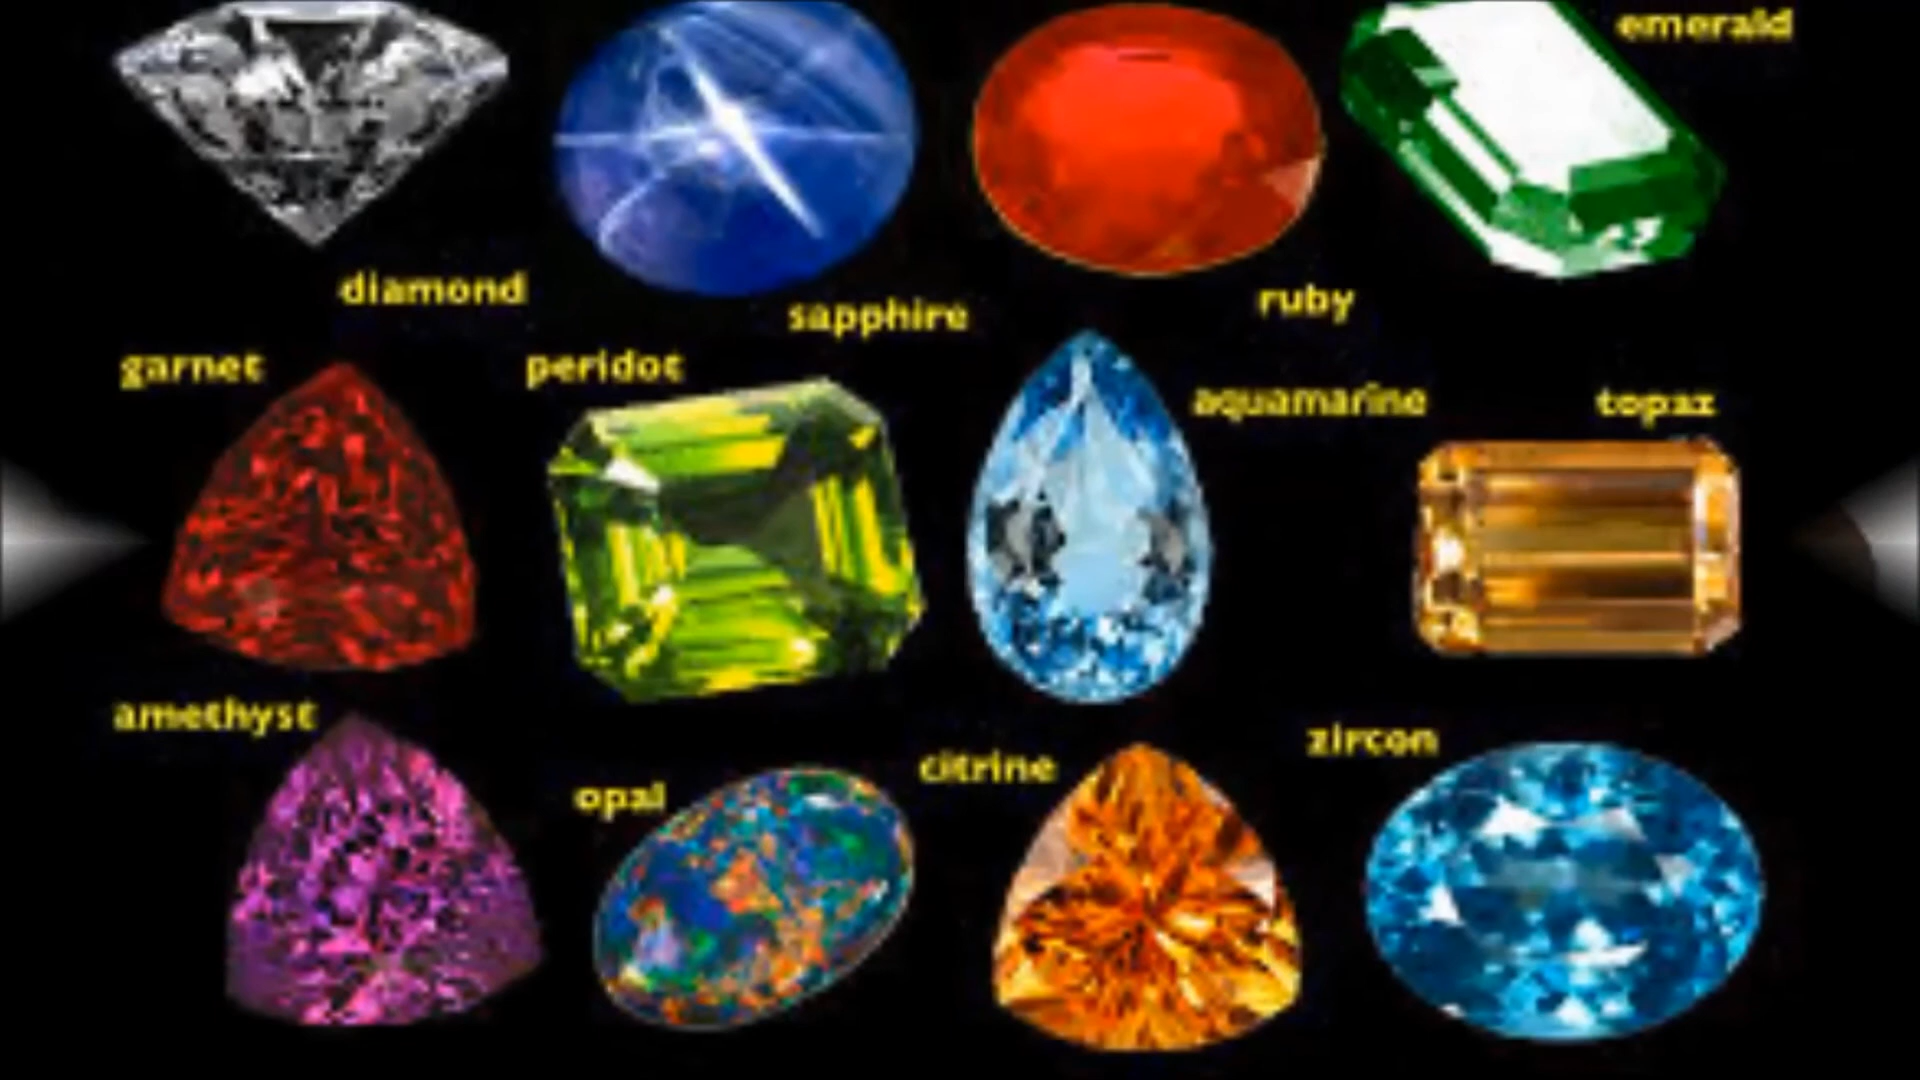 emerald
diamond
sapphire
ruby
garnet
peridot
aquamarine
topaz
amethyst
opal
citrine
zircon